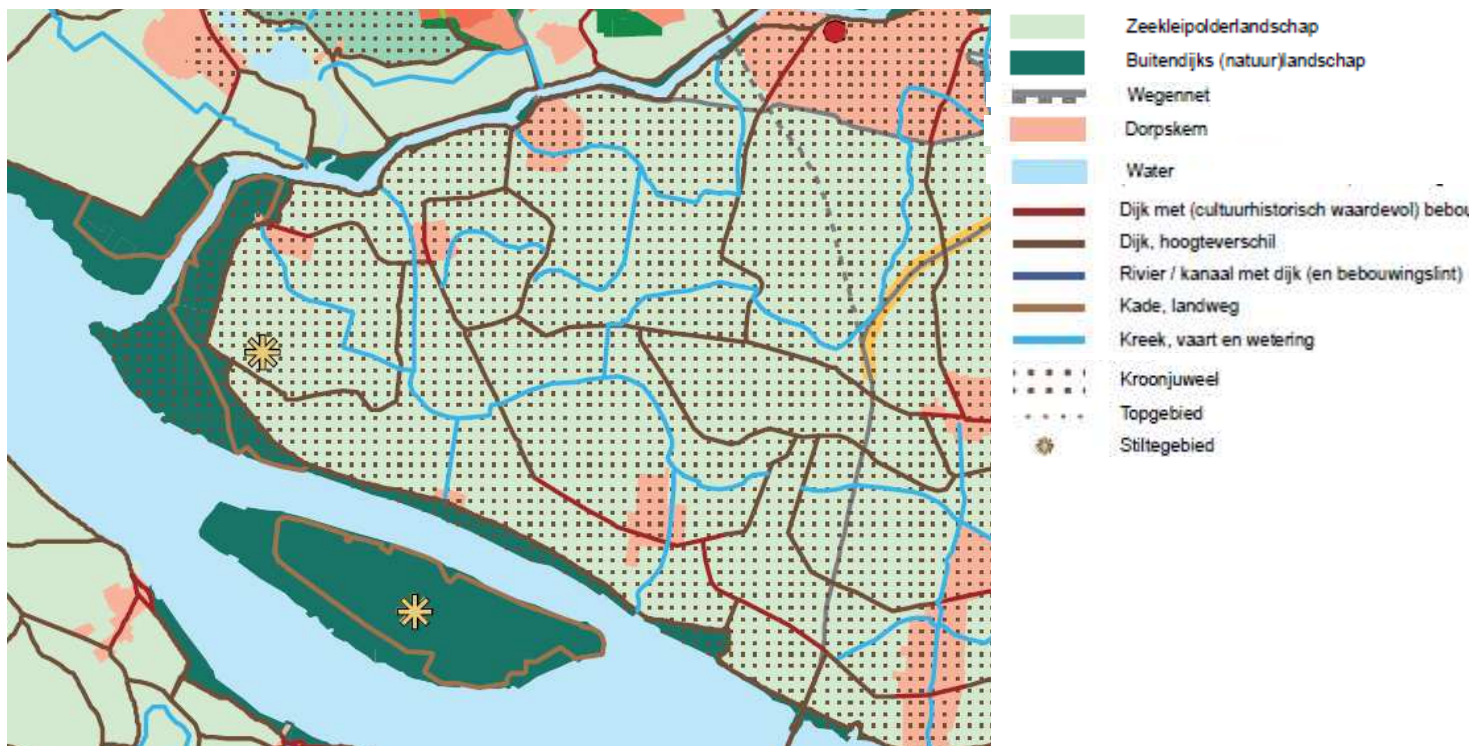 Zeekleipolderlandschap
Buitendijks (natuur)landschap
Wegennet
Dorpskern
Water
Dijk met (cultuurhistorisch waardevol) bebou
Dijk, hoogteverschil
Rivier / kanaal met dijk (en bebouwingslint)
Kade, landweg
Kreek, vaart en wetering
Kroonjuweel
Topgebied
Stiltegebied